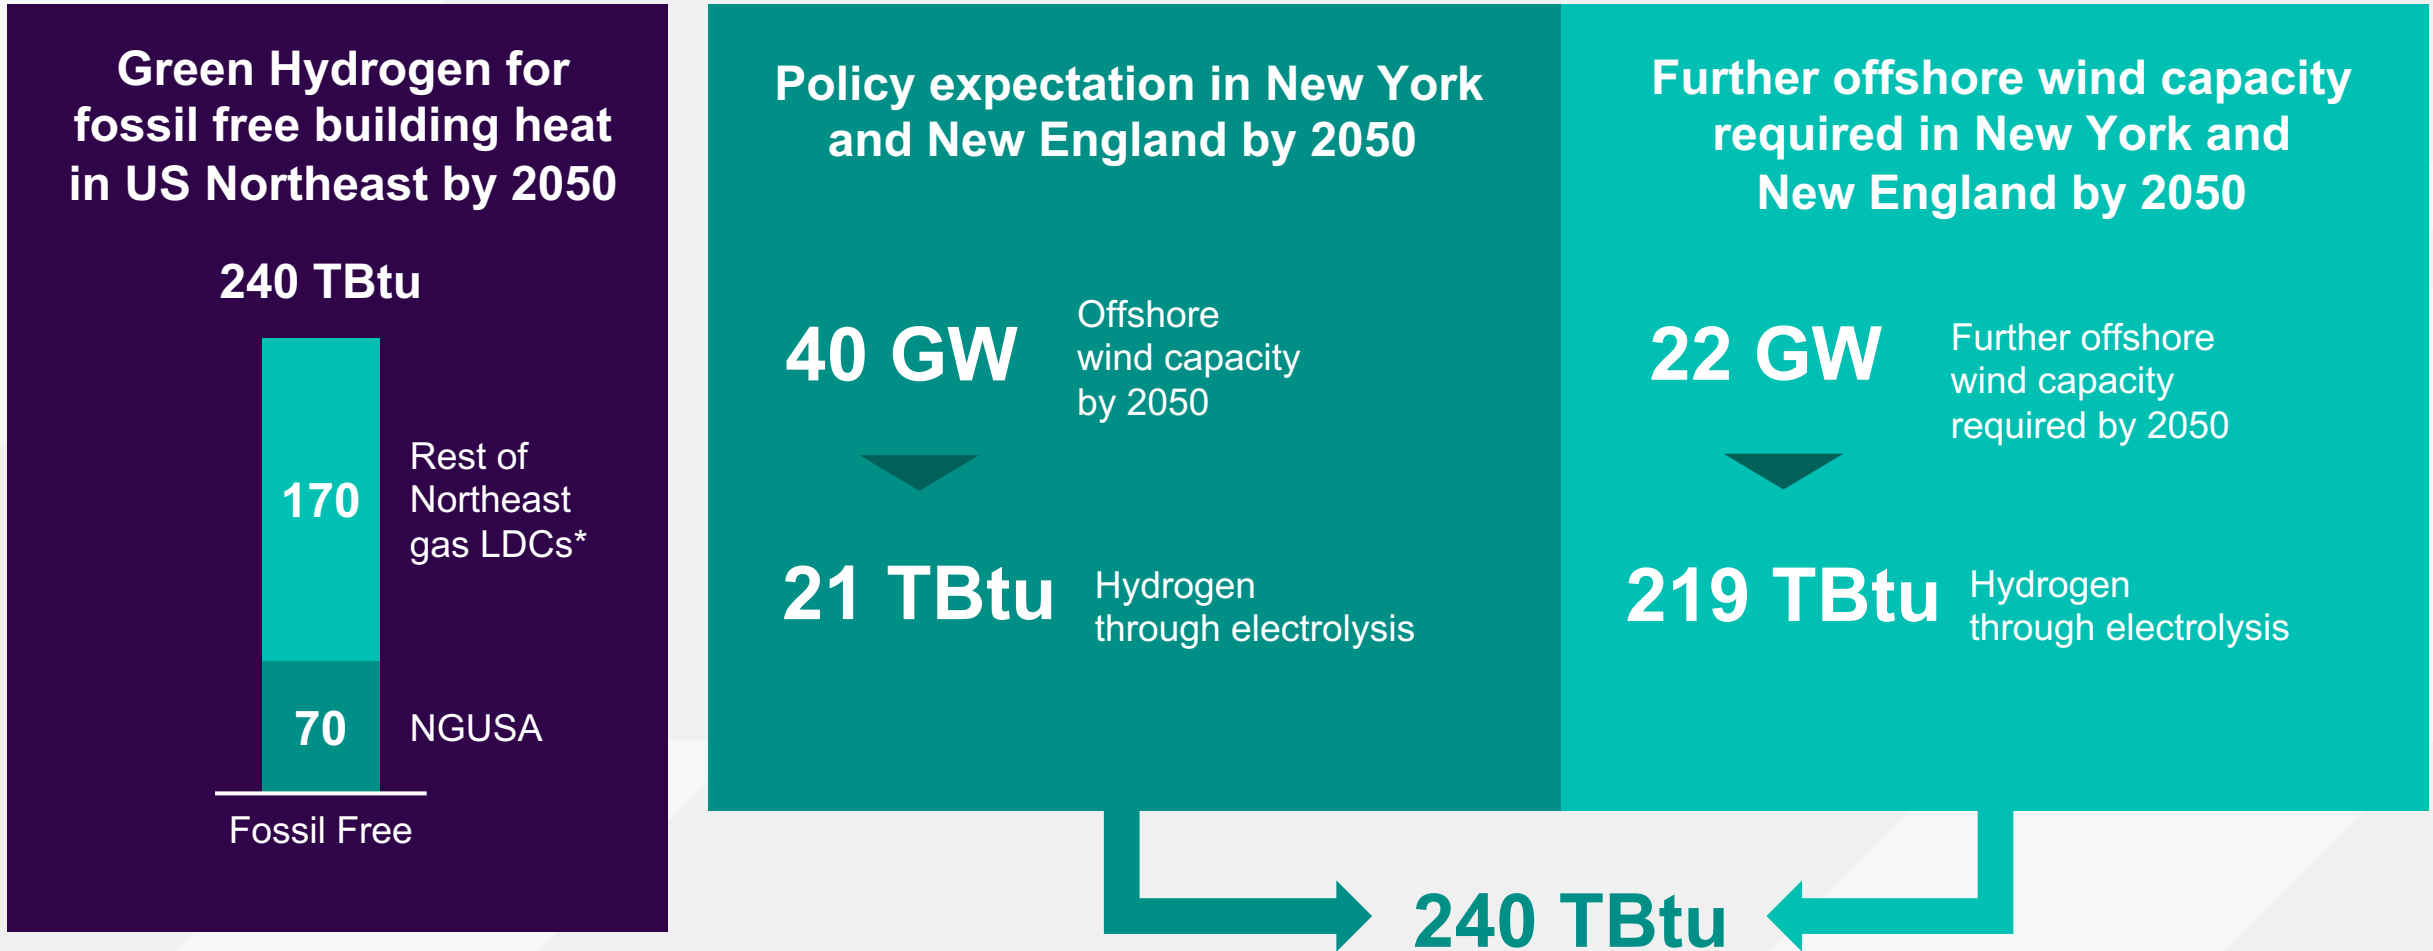 Green Hydrogen for
fossil free building heat
in US Northeast by 2050
240 TBtu
170
Rest of
Northeast
gas LDCs*
70
NGUSA
Fossil Free
Policy expectation in New York
and New England by 2050
40 GW
Offshore
wind capacity
by 2050
21 TBtu
Hydrogen
through electrolysis
Further offshore wind capacity
required in New York and
New England by 2050
22 GW
Further offshore
wind capacity
required by 2050
219 TBtu
Hydrogen
through electrolysis
240 TBtu